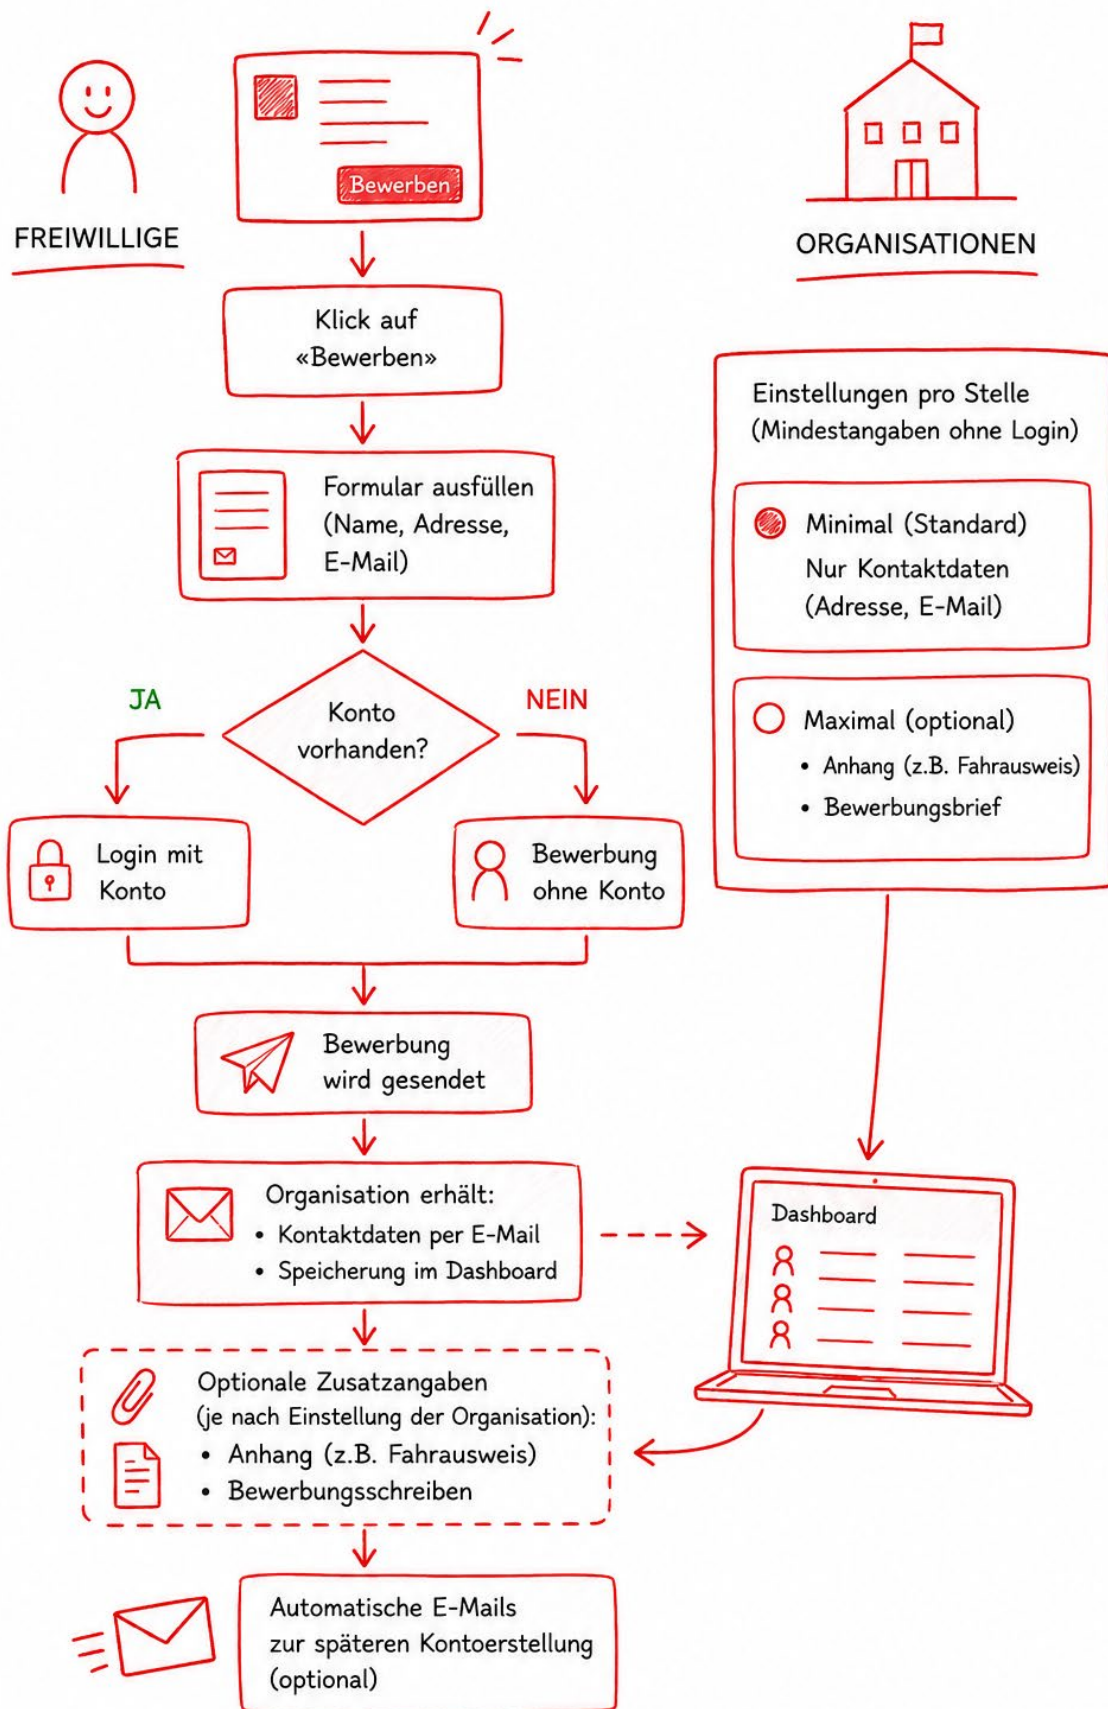 Bewerben
FREIWILLIGE
ORGANISATIONEN
Klick auf
«Bewerben»
Formular ausfüllen
(Name, Adresse,
E-Mail)
Konto
vorhanden?
JA
NEIN
Login mit
Konto
Bewerbung
ohne Konto
Bewerbung
wird gesendet
Organisation erhält:
• Kontaktdaten per E-Mail
• Speicherung im Dashboard
Optionale Zusatzangaben
(je nach Einstellung der Organisation):
• Anhang (z.B. Fahrausweis)
• Bewerbungsschreiben
Automatische E-Mails
zur späteren Kontoerstellung
(optional)
Einstellungen pro Stelle
(Mindestangaben ohne Login)
Minimal (Standard)
Nur Kontaktdaten
(Adresse, E-Mail)
Maximal (optional)
• Anhang (z.B. Fahrausweis)
• Bewerbungsbrief
Dashboard